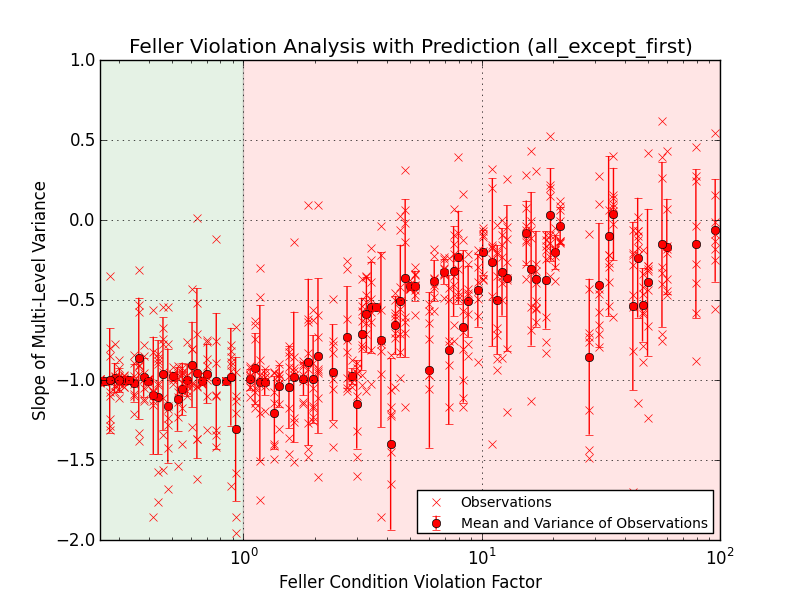 Feller Violation Analysis with Prediction (all_except_first)
1.0
0.5
0.0
−0.5
−1.0
−1.5
−2.0
Slope of Multi-Level Variance
Observations
Mean and Variance of Observations
10^0
10^1
10^2
Feller Condition Violation Factor